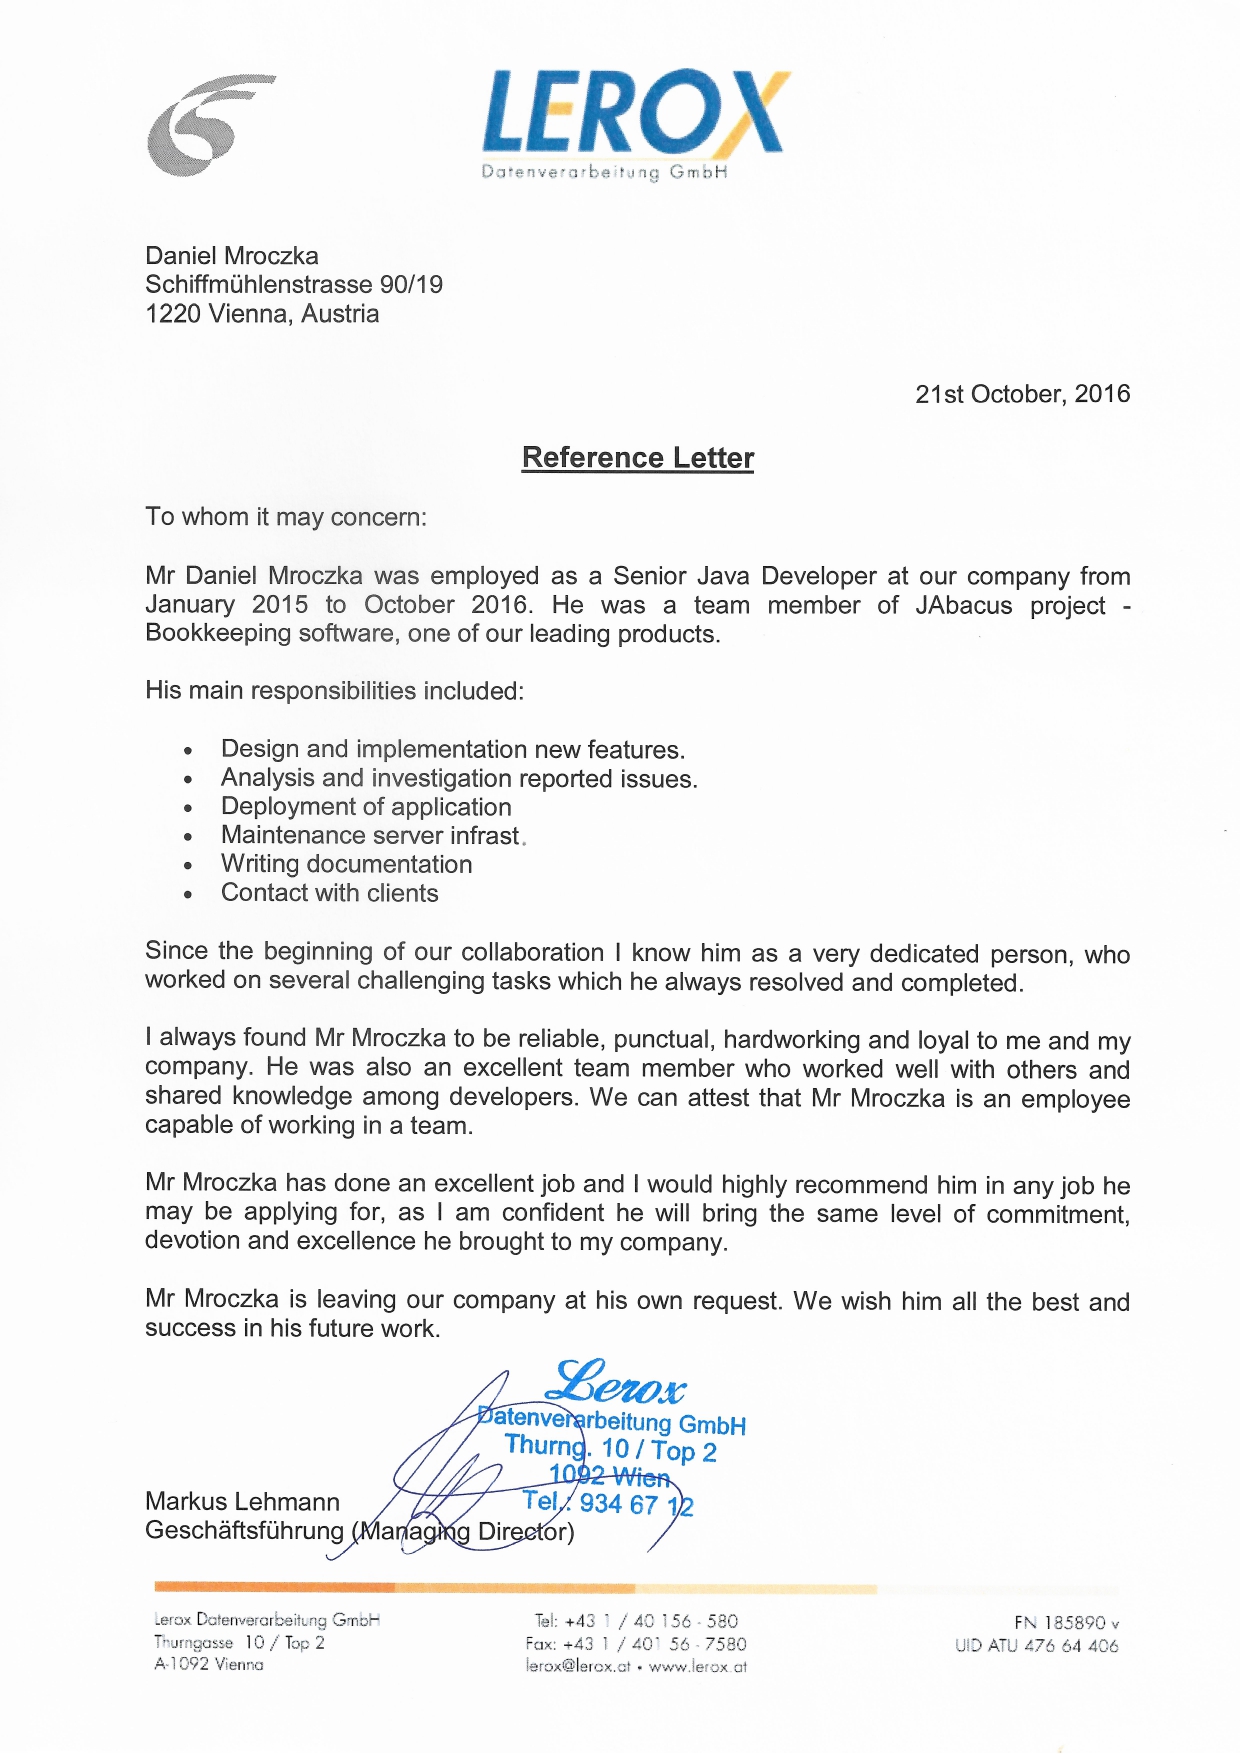 LEROX
Datenverarbeitung GmbH
Daniel Mroczka
Schiffmühlenstrasse 90/19
1220 Vienna, Austria
21st October, 2016
Reference Letter
To whom it may concern:
Mr Daniel Mroczka was employed as a Senior Java Developer at our company from
January 2015 to October 2016. He was a team member of JAbacus project -
Bookkeeping software, one of our leading products.
His main responsibilities included:
• Design and implementation new features.
• Analysis and investigation reported issues.
• Deployment of application
• Maintenance server infrast.
• Writing documentation
• Contact with clients
Since the beginning of our collaboration I know him as a very dedicated person, who
worked on several challenging tasks which he always resolved and completed.
I always found Mr Mroczka to be reliable, punctual, hardworking and loyal to me and my
company. He was also an excellent team member who worked well with others and
shared knowledge among developers. We can attest that Mr Mroczka is an employee
capable of working in a team.
Mr Mroczka has done an excellent job and I would highly recommend him in any job he
may be applying for, as I am confident he will bring the same level of commitment,
devotion and excellence he brought to my company.
Mr Mroczka is leaving our company at his own request. We wish him all the best and
success in his future work.
Lerox
Datenverarbeitung GmbH
Thurng. 10 / Top 2
1092 Wien
Tel.: 934 67 12
Markus Lehmann
Geschäftsführung (Managing Director)
Lerox Datenverarbeitung GmbH
Thurngasse 10 / Top 2
A-1092 Vienna
Tel: +43 1 / 40 156 - 580
Fax: +43 1 / 401 56 - 7580
lerox@lerox.at • www.lerox.at
FN 185890 v
UID ATU 476 64 406